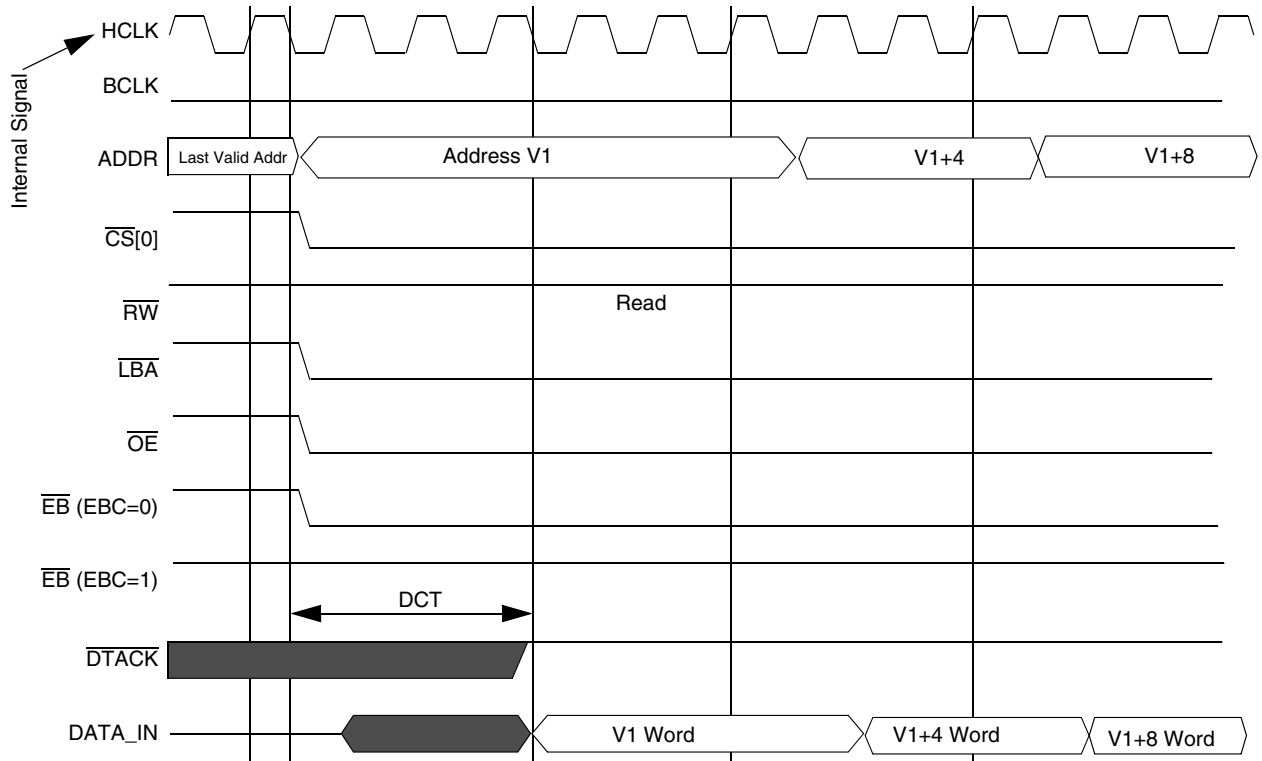 HCLK
Internal Signal
BCLK
ADDR Last Valid Addr Address V1 V1+4 V1+8
CS[0]
RW Read
LBA
OE
EB (EBC=0)
EB (EBC=1)
DCT
DTACK
DATA_IN V1 Word V1+4 Word V1+8 Word